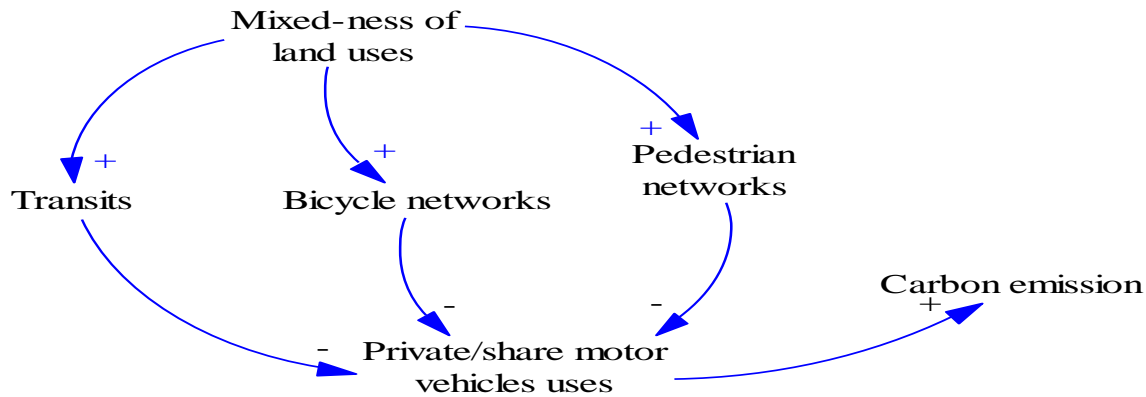 Mixed-ness of
land uses
+
+
+
Pedestrian
networks
Transits
Bicycle networks
Carbon emission
+
-
-
-
Private/share motor
vehicles uses